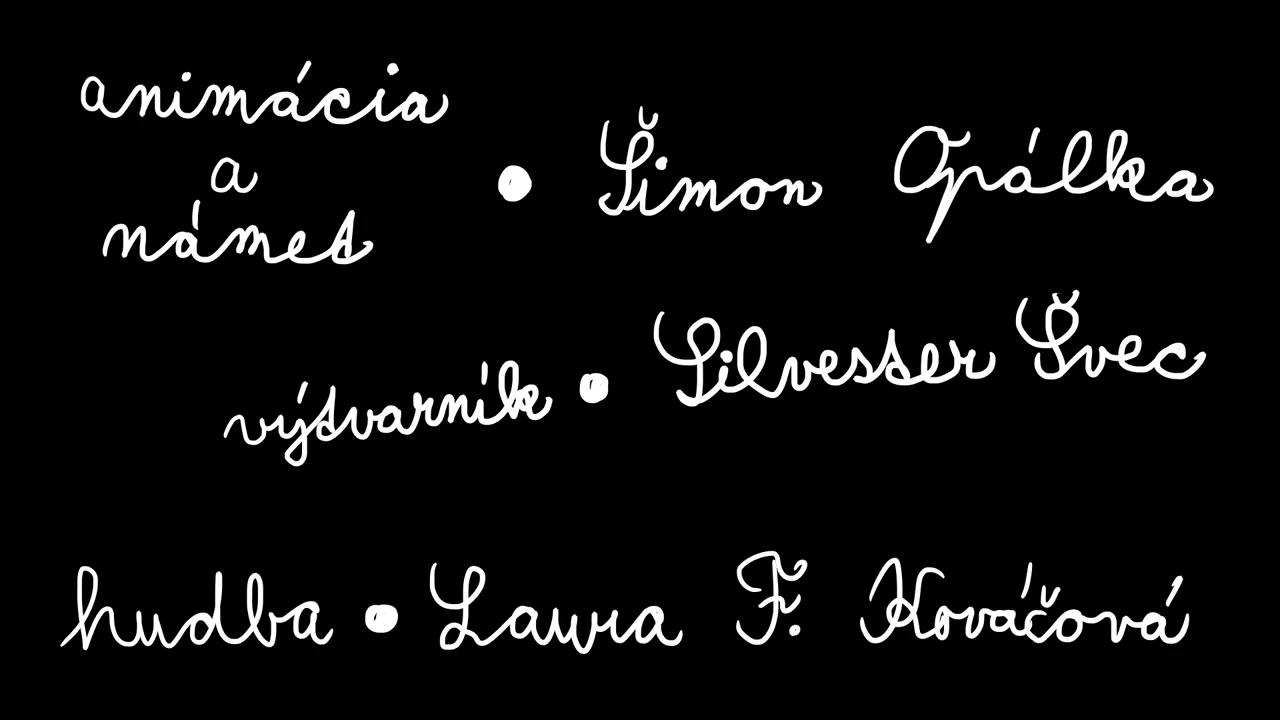 animácia
a
námet
• Šimon Opálka
výtvarník • Silvester Švec
hudba • Laura F. Kováčová